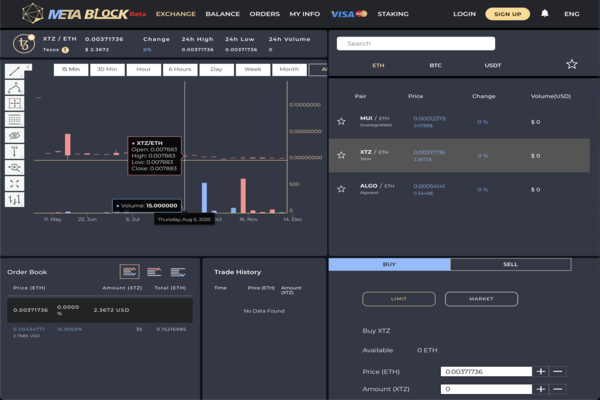 META BLOCK Beta EXCHANGE BALANCE ORDERS MY INFO VISA STAKING LOGIN SIGN UP ENG
XTZ / ETH 0.00371736 Change 24h High 24h Low 24h Volume
Tezos $ 2.3672 0% 0.00371736 0.00371736 0.00371736
15 Min 30 Min Hour 6 Hours Day Week Month
0.10000000
0.05000000
0.00000000
XTZ/ETH
Open: 0.007883
High: 0.007883
Low: 0.007883
Close: 0.007883
500
Volume: 15.000000
0
Thursday, Aug 6, 2020
11. May 22. Jun 6. Jul 16. Nov 14. Dec
Search
ETH BTC USDT
Pair Price Change Volume(USD)
MUI / ETH 0.00012379 0 % $ 0
SovereignWallet 0.0788$
XTZ / ETH 0.00371736 0 % $ 0
Tezos 2.3672$
ALGO / ETH 0.00054141 0 % $ 0
Algorand 0.3448$
Order Book
Price (ETH) Amount (XTZ) Total (ETH)
0.00371736 0.0000 % 2.3672 USD
0.00434771 16.9569% 35 0.15216985
2.7685 USD
Trade History
Time Price (ETH) Amount (XTZ)
No Data Found
BUY SELL
LIMIT MARKET
Buy XTZ
Available 0 ETH
Price (ETH) 0.00371736 + −
Amount (XTZ) 0 + −